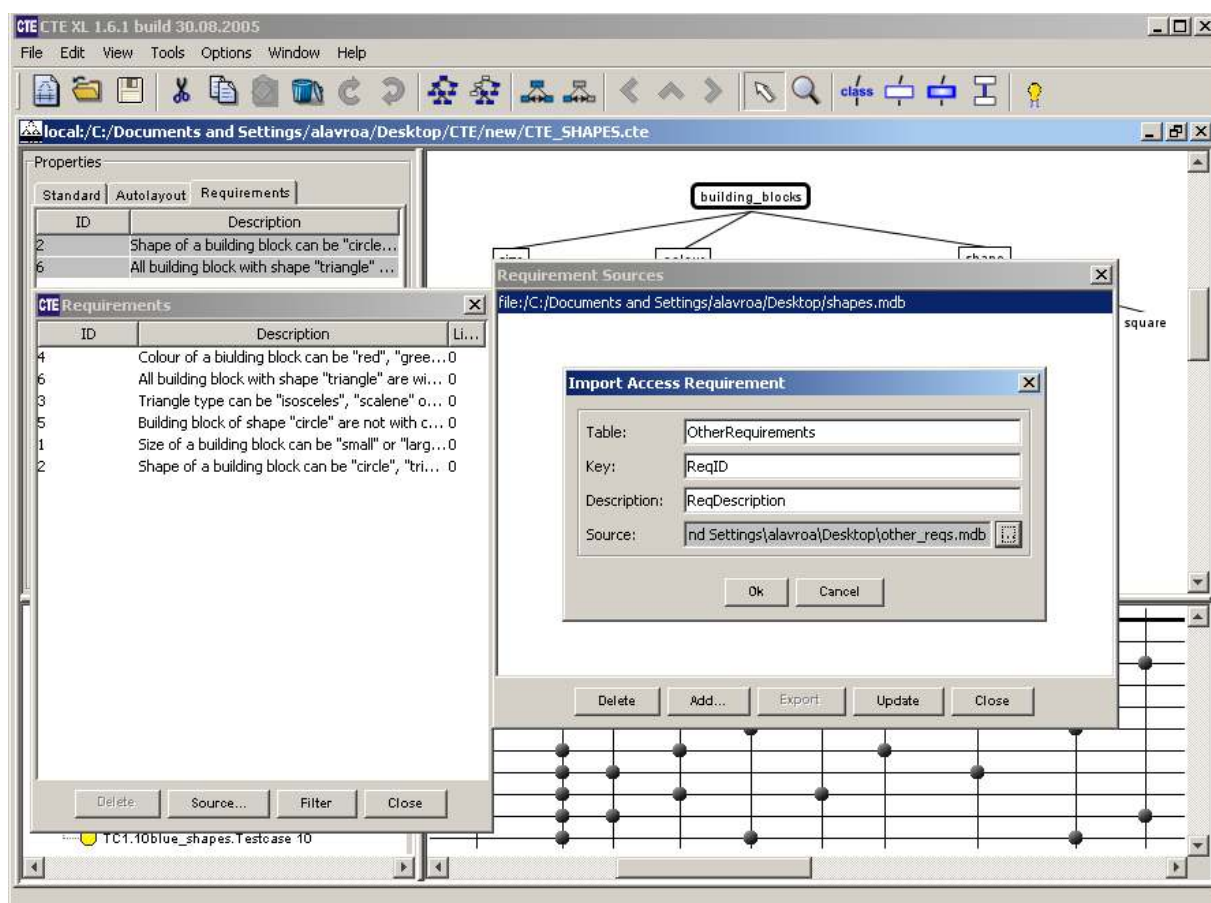 CTE CTE XL 1.6.1 build 30.08.2005
File Edit View Tools Options Window Help
class
local:/C:/Documents and Settings/alavroa/Desktop/CTE/new/CTE_SHAPES.cte
Properties
Standard Autolayout Requirements
ID Description
2 Shape of a building block can be "circle...
6 All building block with shape "triangle" ...
building_blocks
size colour shape
square
CTE Requirements
ID Description Li...
4 Colour of a biulding block can be "red", "gree... 0
6 All building block with shape "triangle" are wi... 0
3 Triangle type can be "isosceles", "scalene" o... 0
5 Building block of shape "circle" are not with c... 0
1 Size of a building block can be "small" or "larg... 0
2 Shape of a building block can be "circle", "tri... 0
Delete Source... Filter Close
Requirement Sources
file:/C:/Documents and Settings/alavroa/Desktop/shapes.mdb
Import Access Requirement
Table: OtherRequirements
Key: ReqID
Description: ReqDescription
Source: nd Settings\alavroa\Desktop\other_reqs.mdb ...
Ok Cancel
Delete Add... Export Update Close
TC1.10blue_shapes.Testcase 10